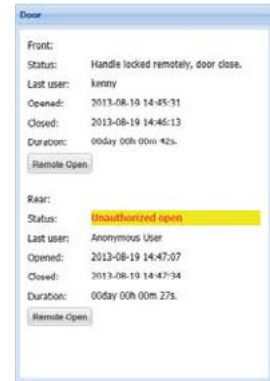 Door
Front:
Status: Handle locked remotely, door close.
Last user: kenny
Opened: 2013-08-19 14:45:31
Closed: 2013-08-19 14:46:13
Duration: 00day 00h 00m 42s.
Remote Open
Rear:
Status: Unauthorized open
Last user: Anonymous User
Opened: 2013-08-19 14:47:07
Closed: 2013-08-19 14:47:34
Duration: 00day 00h 00m 27s.
Remote Open